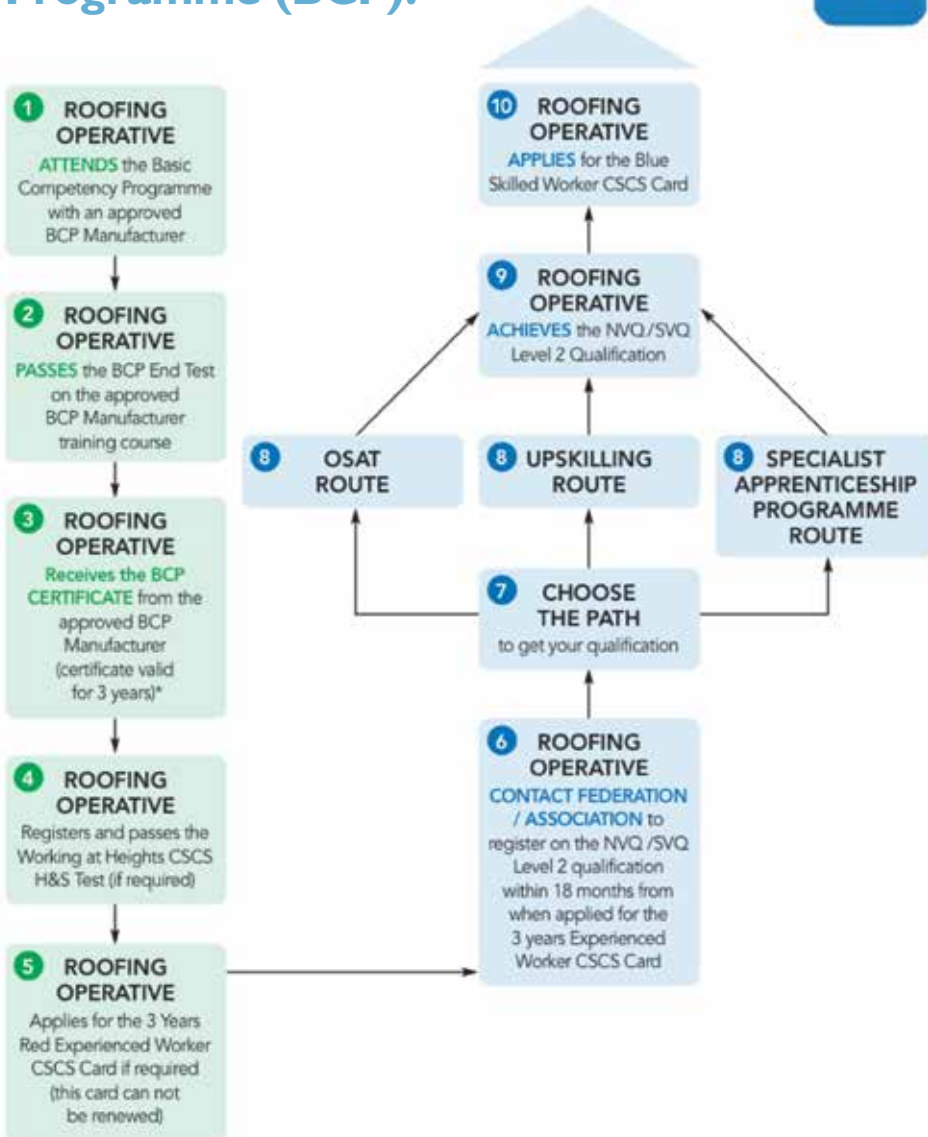 Programme (BCP).
1 ROOFING
OPERATIVE
ATTENDS the Basic
Competency Programme
with an approved
BCP Manufacturer
2 ROOFING
OPERATIVE
PASSES the BCP End Test
on the approved
BCP Manufacturer
training course
3 ROOFING
OPERATIVE
Receives the BCP
CERTIFICATE from the
approved BCP
Manufacturer
(certificate valid
for 3 years)*
4 ROOFING
OPERATIVE
Registers and passes the
Working at Heights CSCS
H&S Test (if required)
5 ROOFING
OPERATIVE
Applies for the 3 Years
Red Experienced Worker
CSCS Card if required
(this card can not
be renewed)
6 ROOFING
OPERATIVE
CONTACT FEDERATION
/ ASSOCIATION to
register on the NVQ /SVQ
Level 2 qualification
within 18 months from
when applied for the
3 years Experienced
Worker CSCS Card
7 CHOOSE
THE PATH
to get your qualification
8 OSAT
ROUTE
8 UPSKILLING
ROUTE
8 SPECIALIST
APPRENTICESHIP
PROGRAMME
ROUTE
9 ROOFING
OPERATIVE
ACHIEVES the NVQ /SVQ
Level 2 Qualification
10 ROOFING
OPERATIVE
APPLIES for the Blue
Skilled Worker CSCS Card